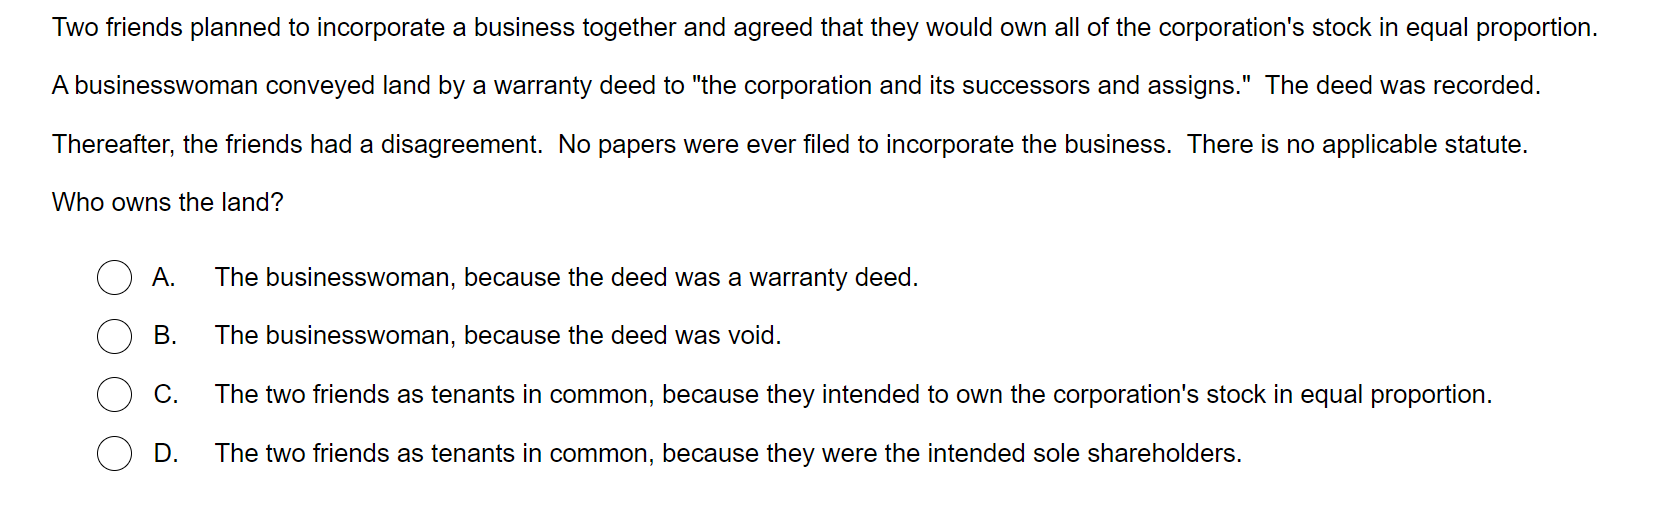 Two friends planned to incorporate a business together and agreed that they would own all of the corporation's stock in equal proportion.
A businesswoman conveyed land by a warranty deed to "the corporation and its successors and assigns."  The deed was recorded.
Thereafter, the friends had a disagreement.  No papers were ever filed to incorporate the business.  There is no applicable statute.
Who owns the land?
A. The businesswoman, because the deed was a warranty deed.
B. The businesswoman, because the deed was void.
C. The two friends as tenants in common, because they intended to own the corporation's stock in equal proportion.
D. The two friends as tenants in common, because they were the intended sole shareholders.